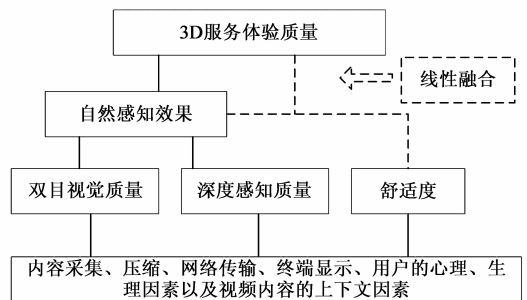 3D服务体验质量
线性融合
自然感知效果
双目视觉质量
深度感知质量
舒适度
内容采集、压缩、网络传输、终端显示、用户的心理、生
理因素以及视频内容的上下文因素